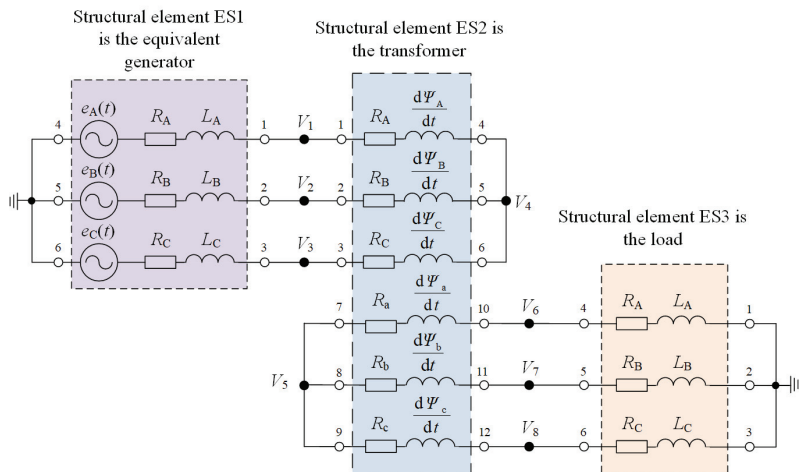 Structural element ES1
is the equivalent
generator
Structural element ES2 is
the transformer
e_A(t)
R_A L_A
4 1 V_1 1
R_A dΨ_A/dt 4
e_B(t)
R_B L_B
5 2 V_2 2
R_B dΨ_B/dt 5
V_4
e_C(t)
R_C L_C
6 3 V_3 3
R_C dΨ_C/dt 6
Structural element ES3 is
the load
7 R_a dΨ_a/dt 10 V_6 4 R_A L_A 1
V_5
8 R_b dΨ_b/dt 11 V_7 5 R_B L_B 2
9 R_c dΨ_c/dt 12 V_8 6 R_C L_C 3